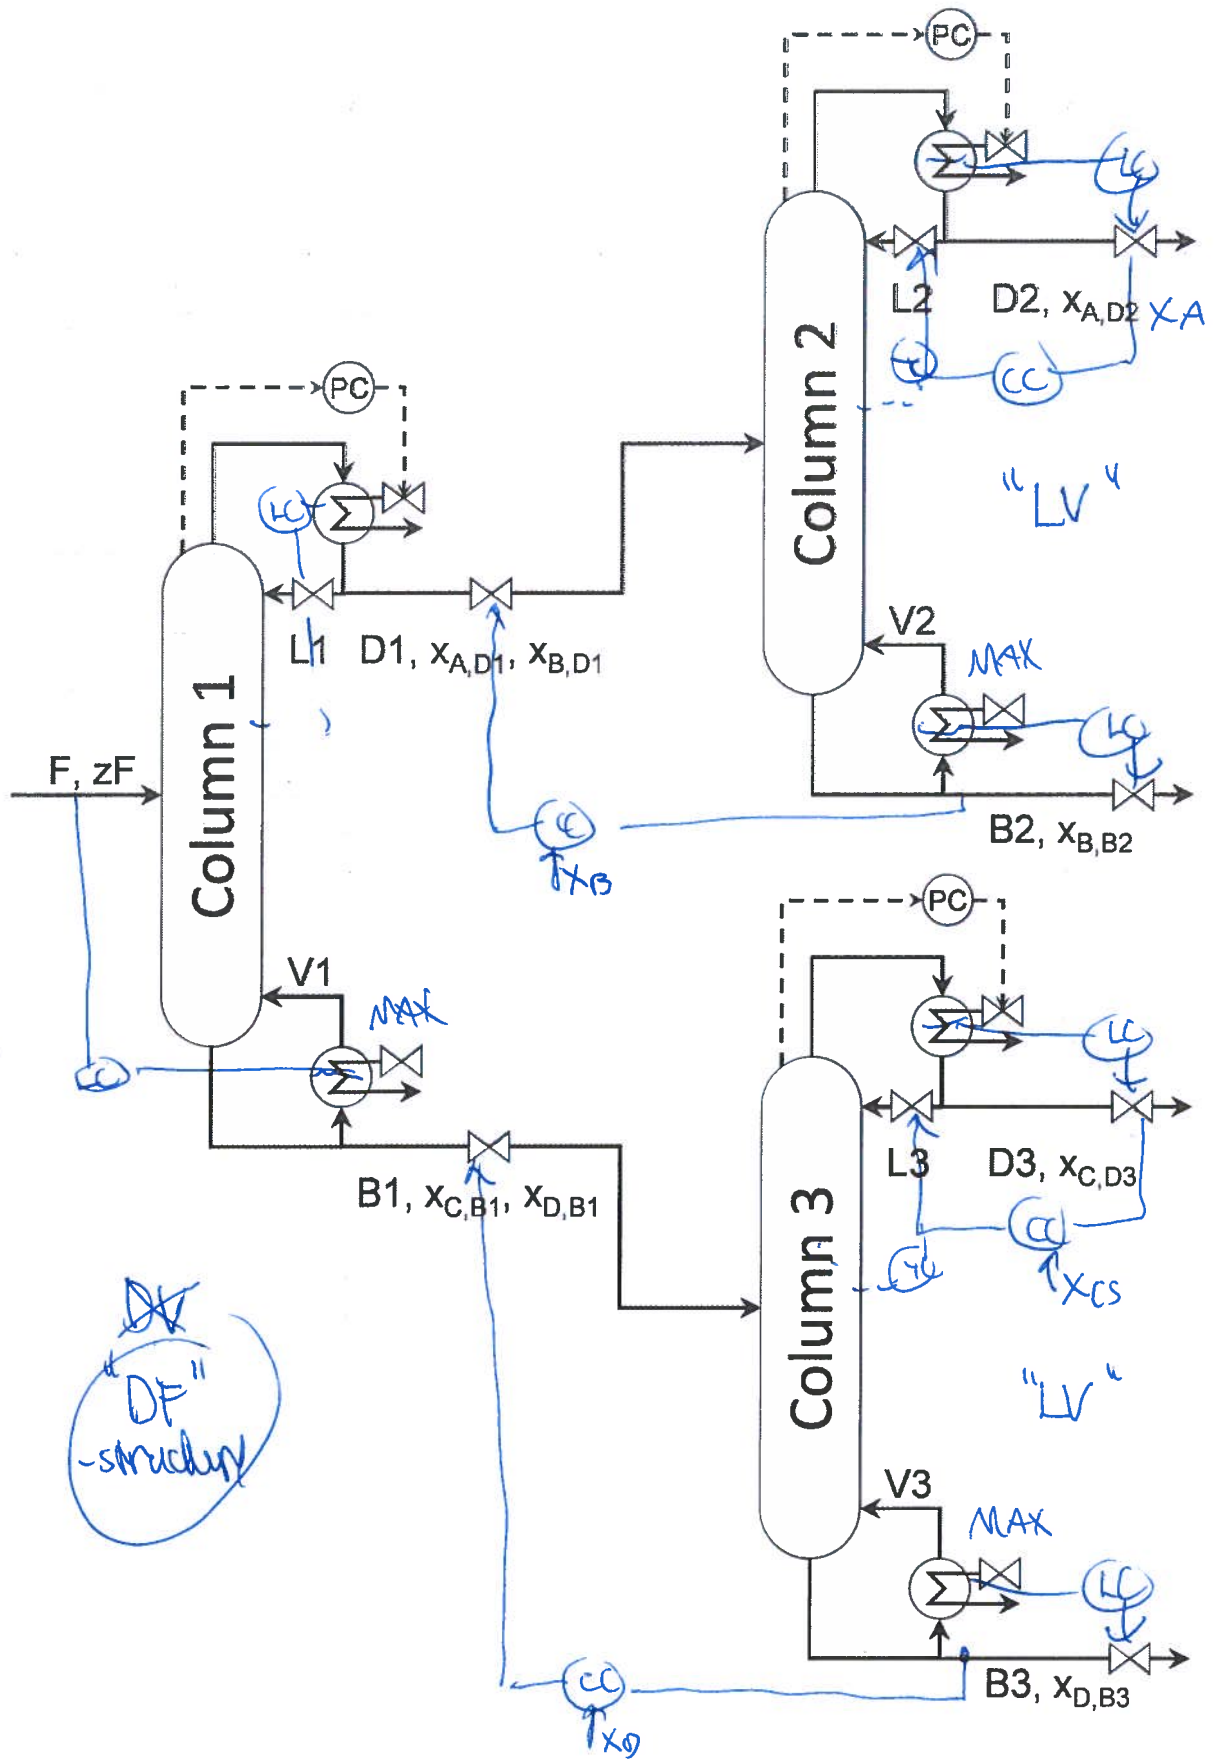 PC
LC
L2
D2, xA,D2
XA
CC
Column 2
"LV"
PC
LC
L1
D1, xA,D1, xB,D1
V2
MAX
LC
Column 1
F, zF
CC
XB
B2, xB,B2
PC
V1
MAX
LC
LC
L3
D3, xC,D3
B1, xC,B1, xD,B1
CC
XCS
Column 3
DV
"DF"
-structure
"LV"
V3
MAX
LC
CC
XD
B3, xD,B3